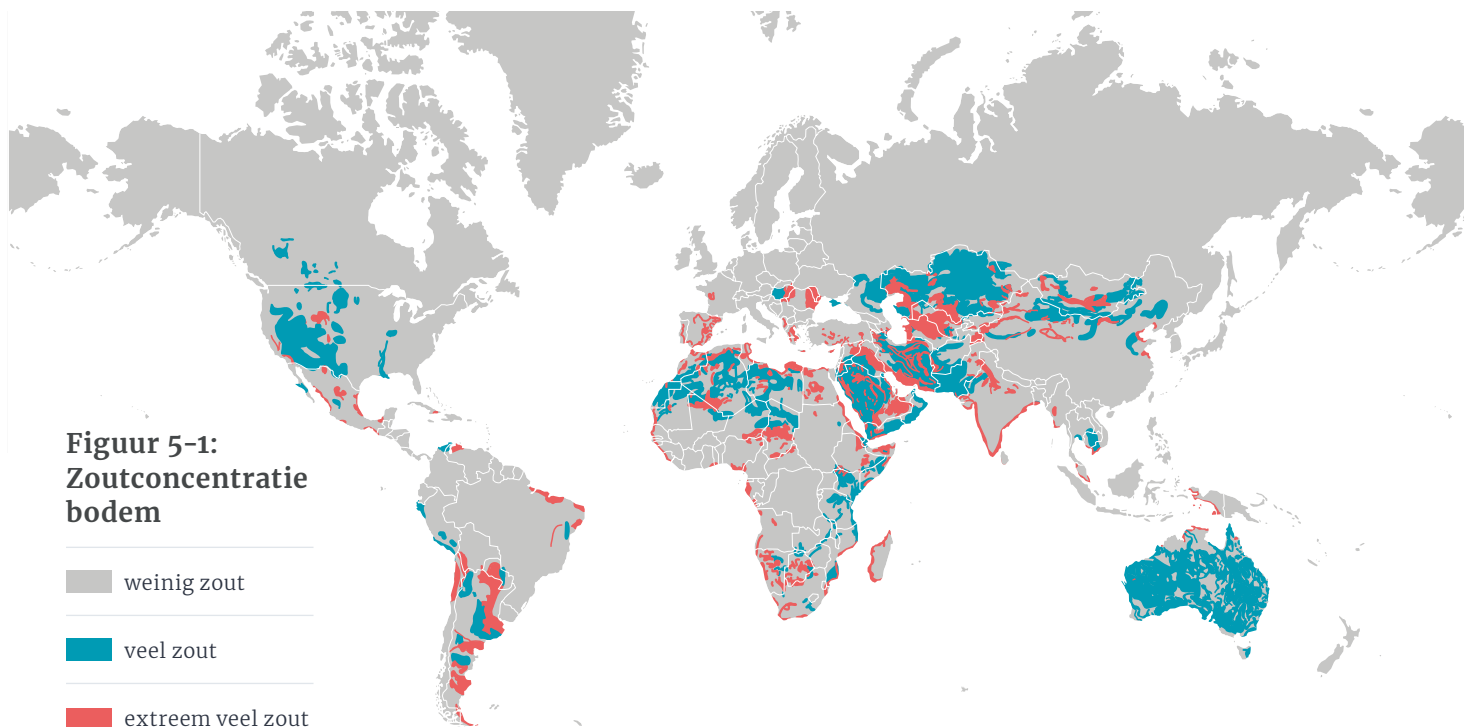 Figuur 5-1:
Zoutconcentratie
bodem
weinig zout
veel zout
extreem veel zout